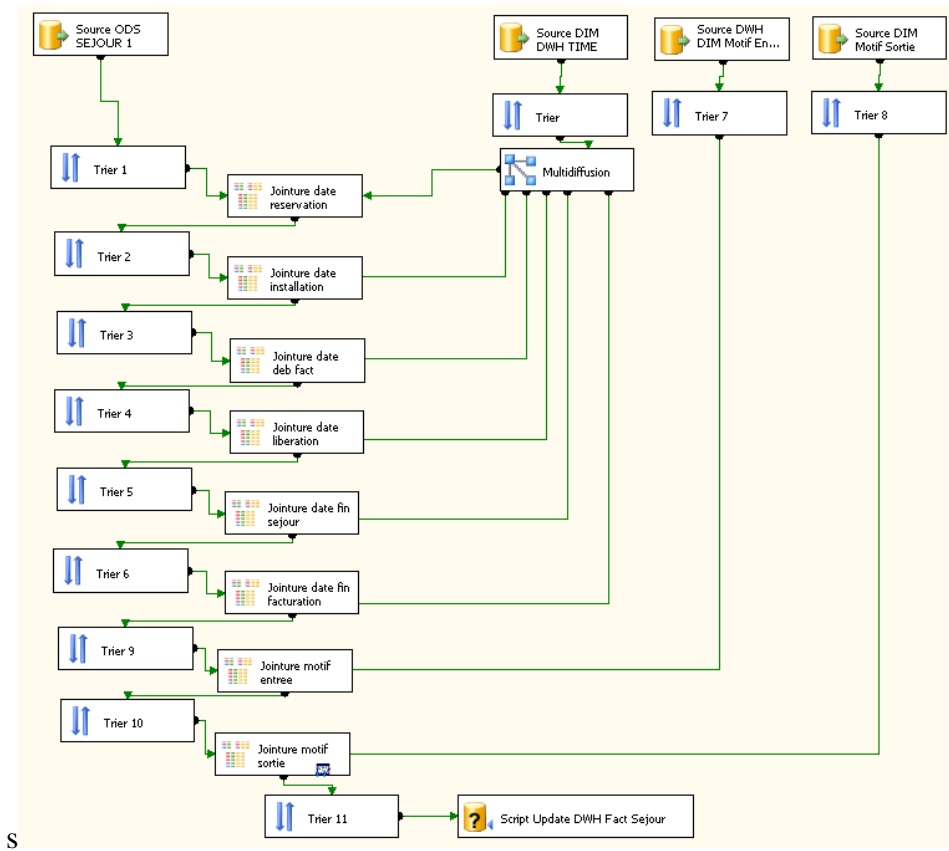 Source ODS
SEJOUR 1
Source DIM
DWH TIME
Source DWH
DIM Motif En...
Source DIM
Motif Sortie
Trier
Trier 7
Trier 8
Trier 1
Multidiffusion
Jointure date
reservation
Trier 2
Jointure date
installation
Trier 3
Jointure date
deb fact
Trier 4
Jointure date
liberation
Trier 5
Jointure date fin
sejour
Trier 6
Jointure date fin
facturation
Trier 9
Jointure motif
entree
Trier 10
Jointure motif
sortie
Trier 11
Script Update DWH Fact Sejour
s